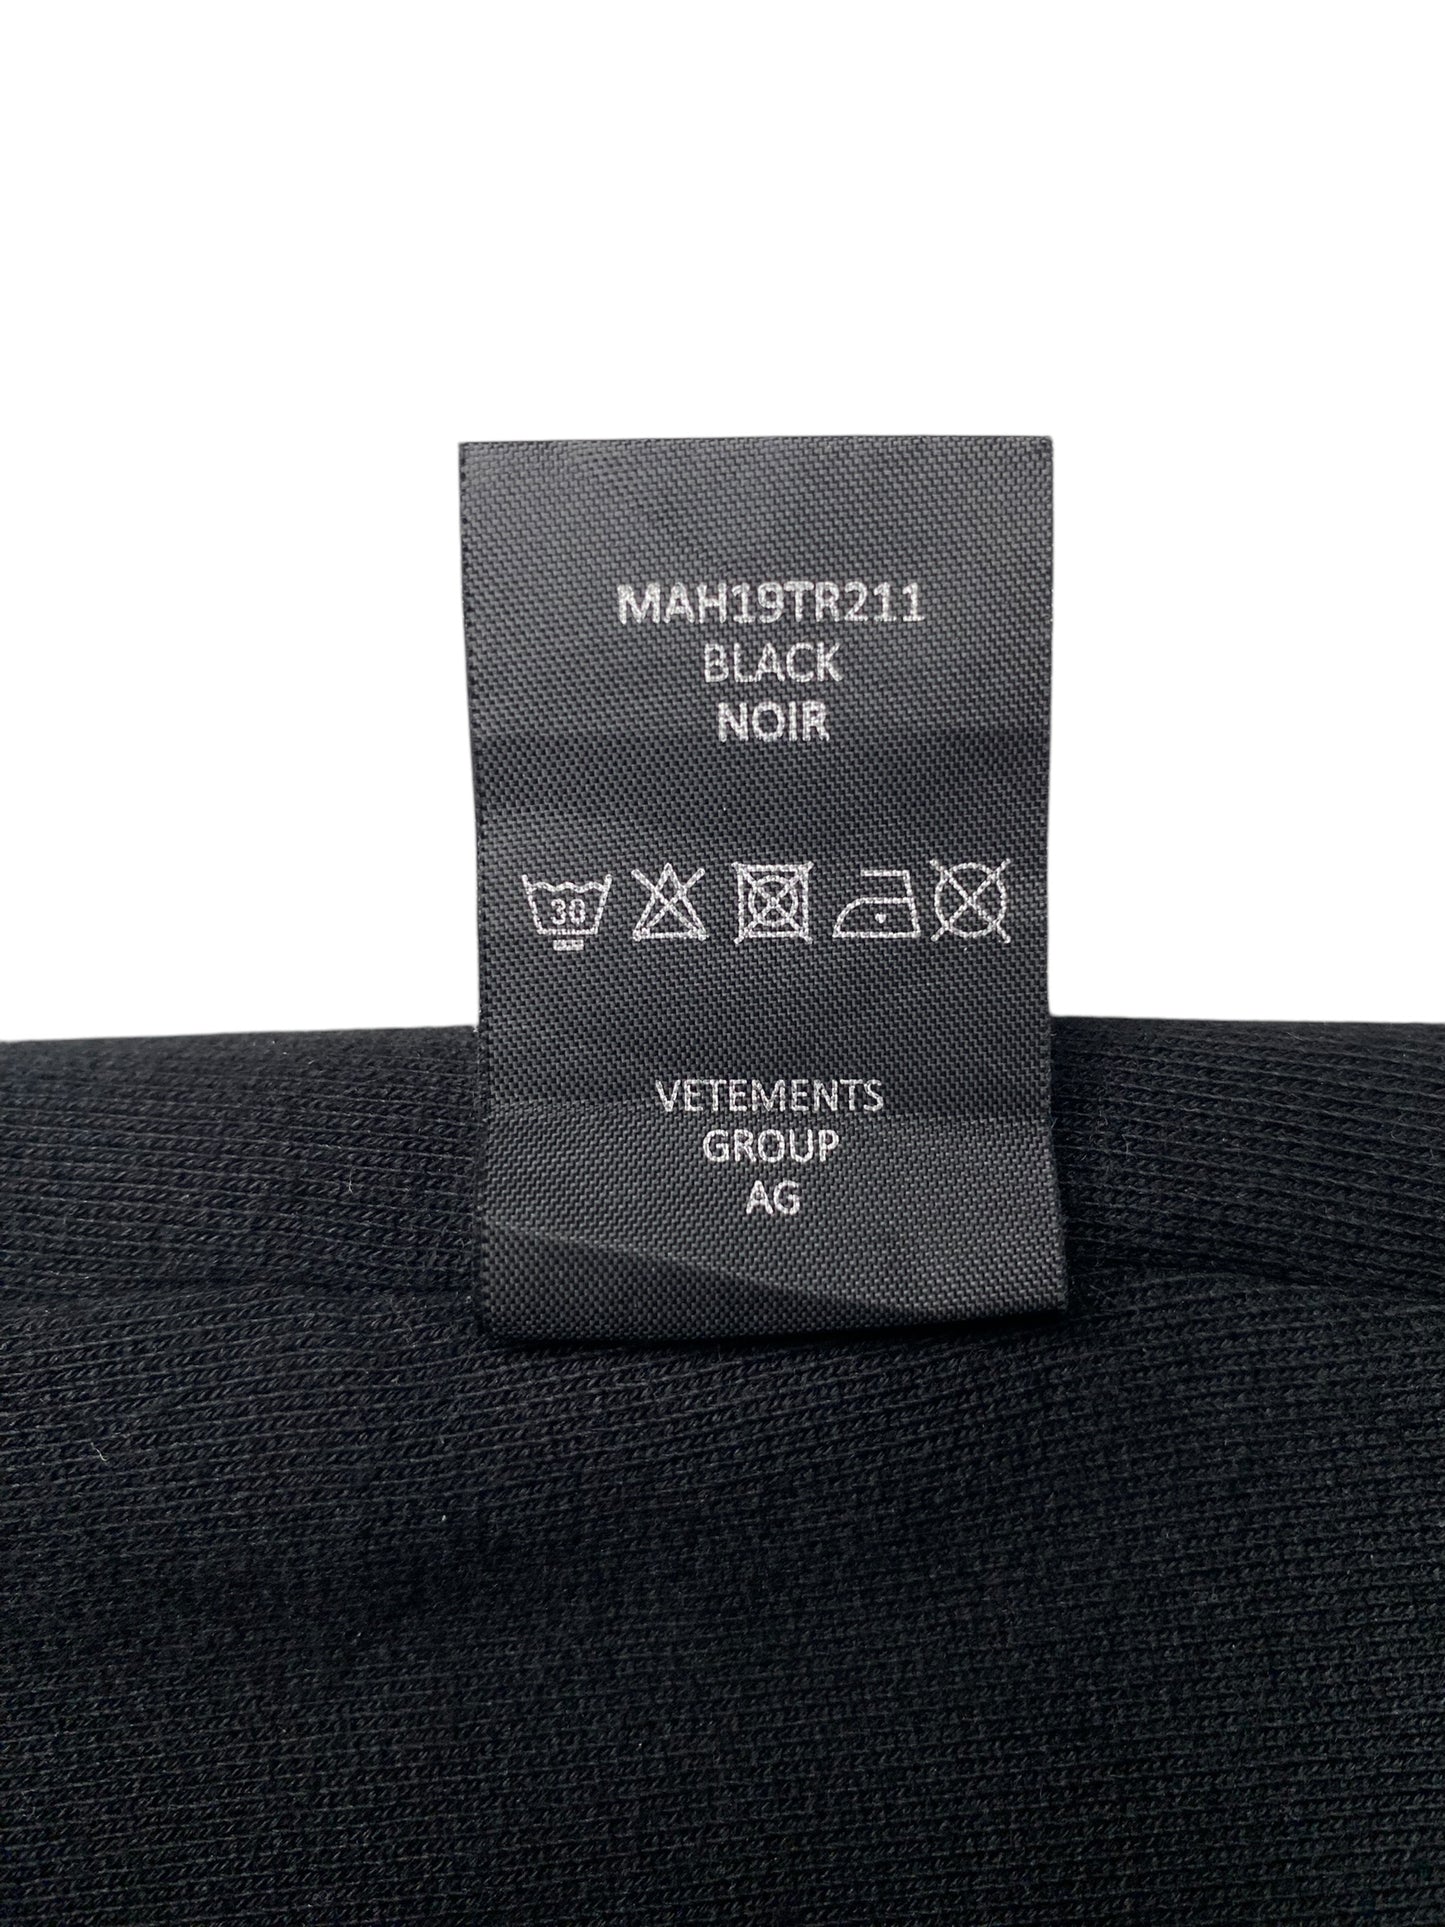 MAH19TR211
BLACK
NOIR
30
VETEMENTS
GROUP
AG